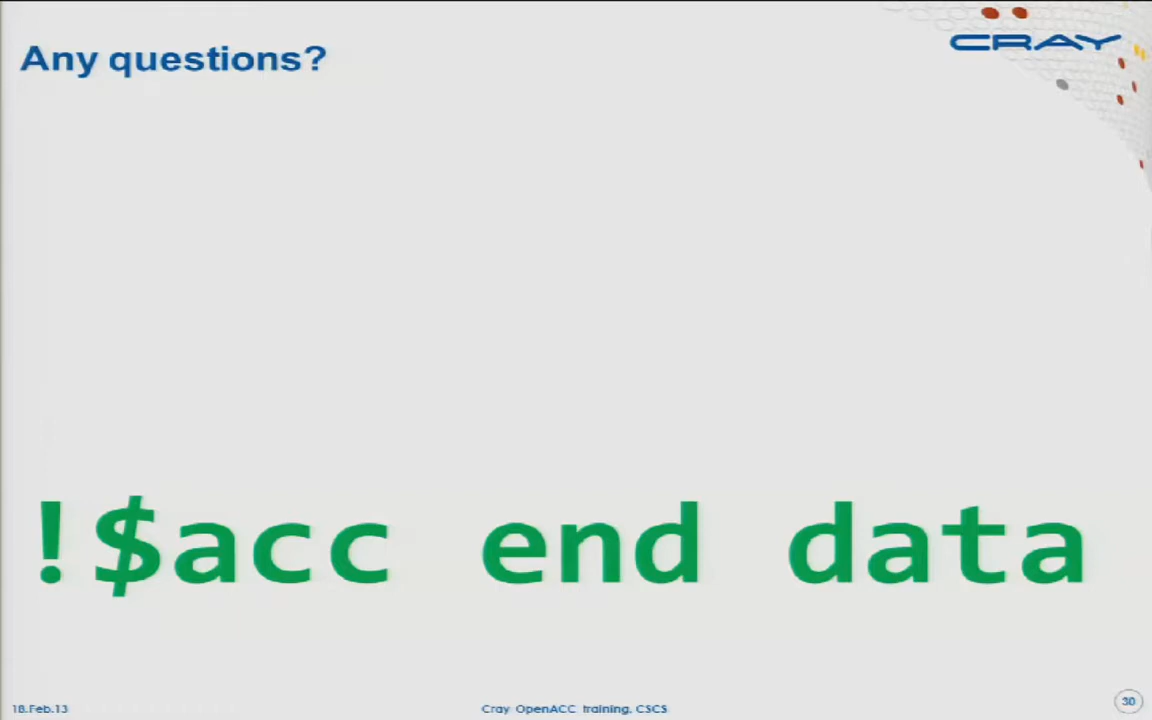 Any questions?
CRAY
!$acc end data
18.Feb.13
Cray OpenACC training, CSCS
30